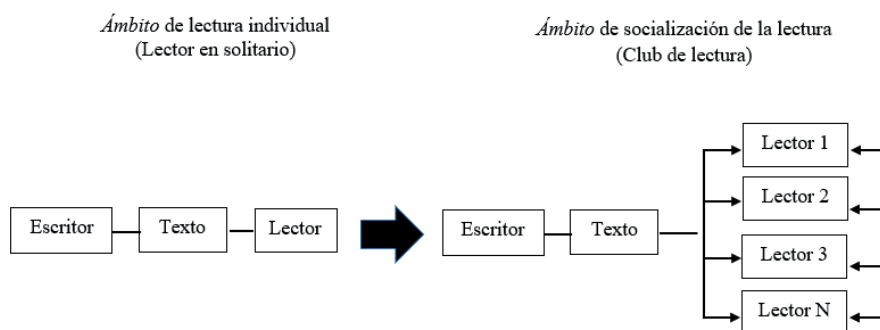 Ámbito de lectura individual
(Lector en solitario)
Ámbito de socialización de la lectura
(Club de lectura)
Escritor
Texto
Lector
Escritor
Texto
Lector 1
Lector 2
Lector 3
Lector N